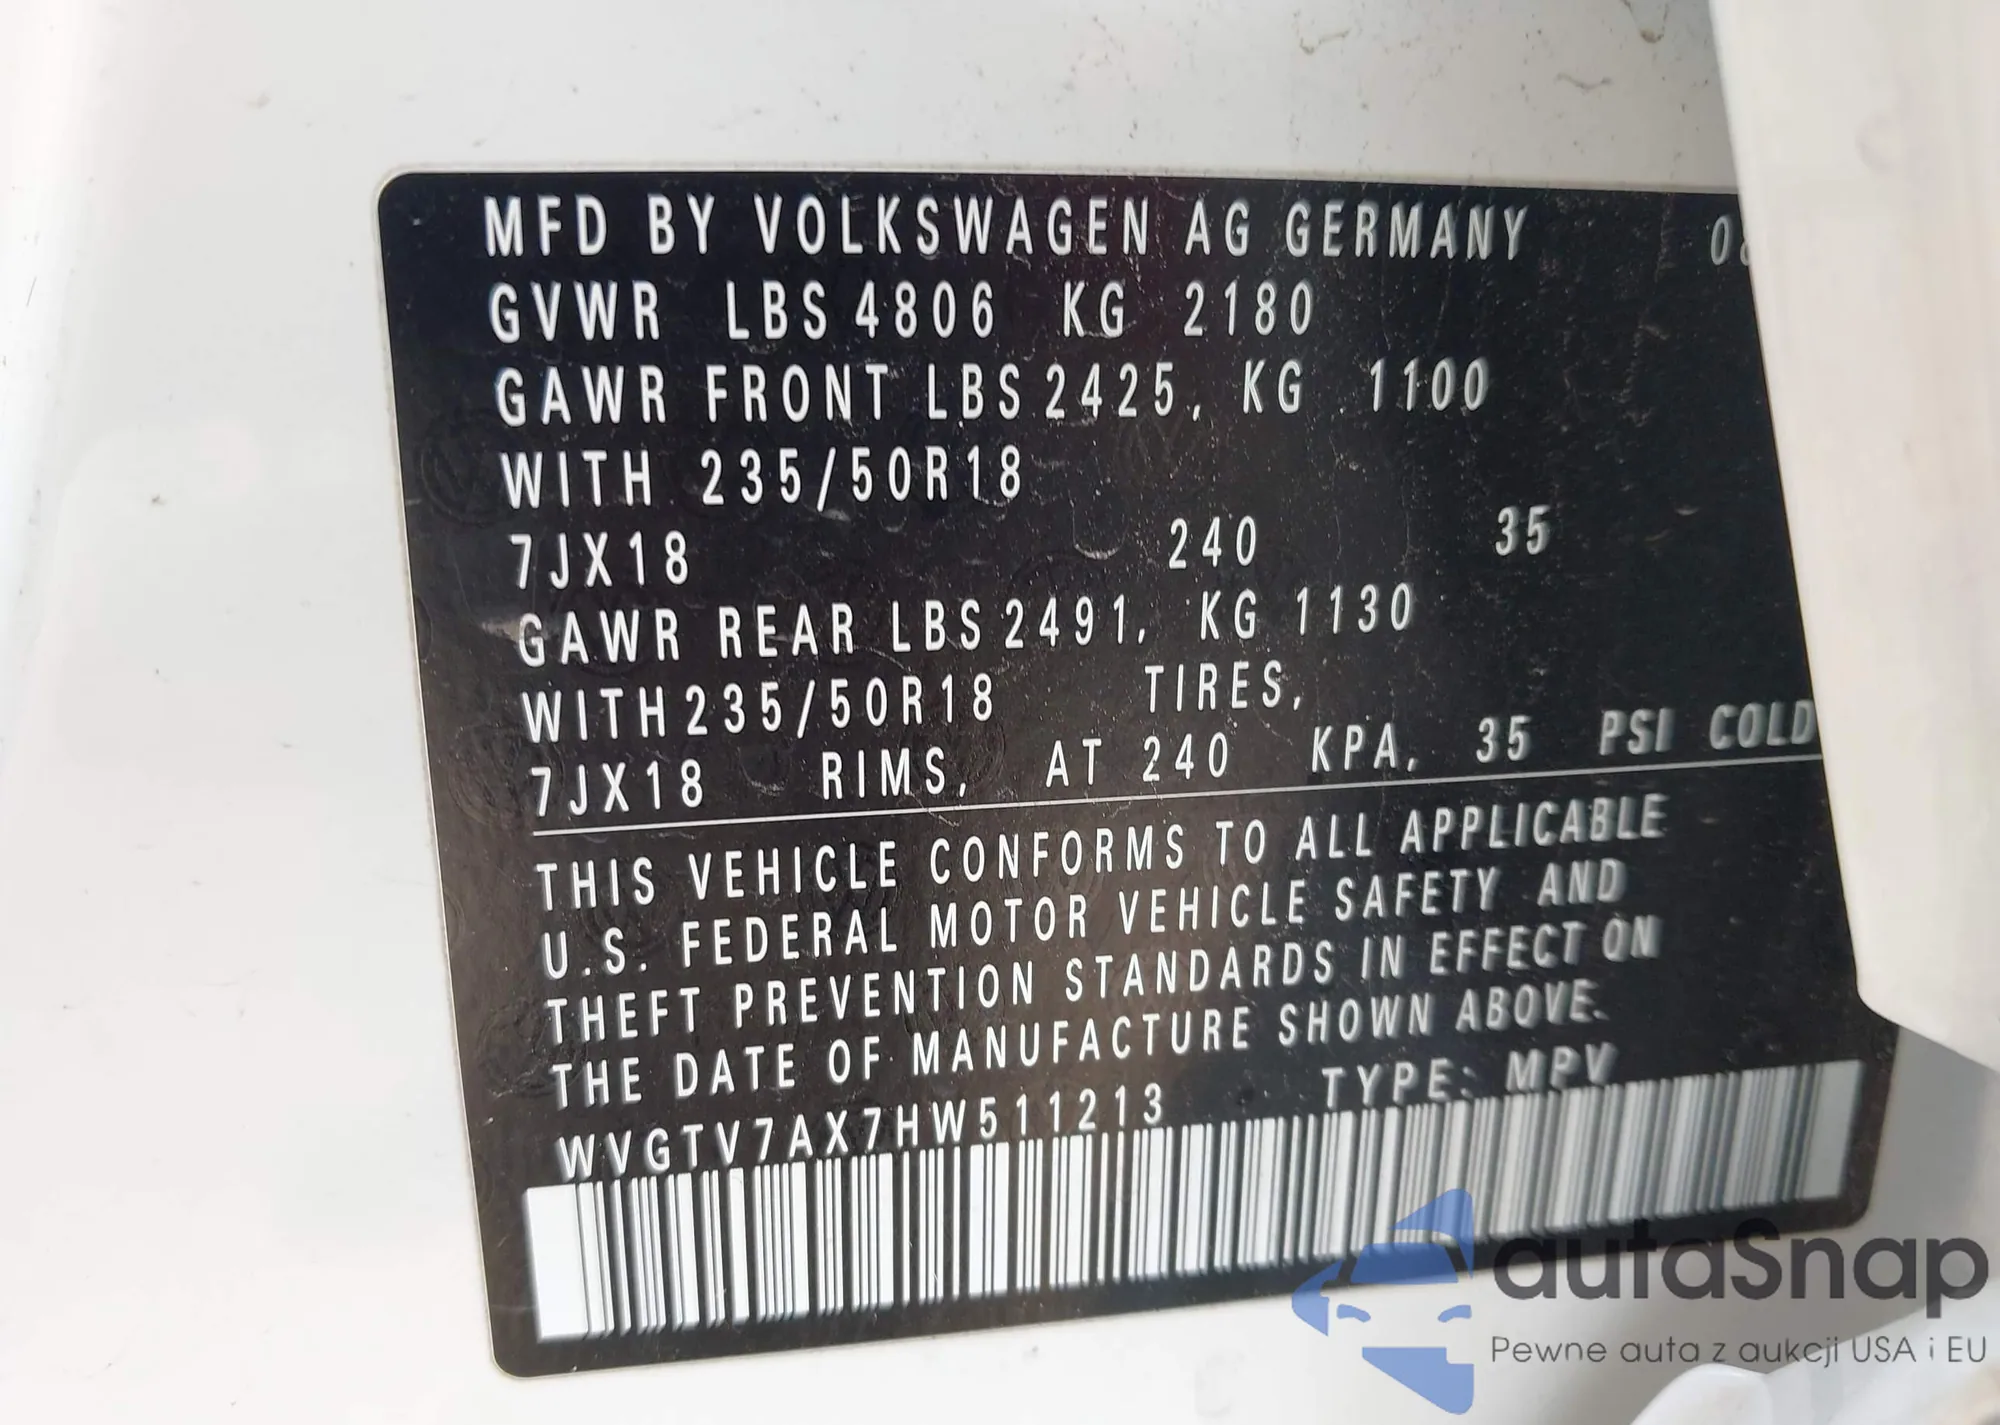 MFD BY VOLKSWAGEN AG GERMANY
GVWR LBS 4806 KG 2180
GAWR FRONT LBS 2425, KG 1100
WITH 235/50R18
7JX18 240 35
GAWR REAR LBS 2491, KG 1130
WITH 235/50R18 TIRES,
7JX18 RIMS, AT 240 KPA, 35 PSI COLD
THIS VEHICLE CONFORMS TO ALL APPLICABLE
U.S. FEDERAL MOTOR VEHICLE SAFETY AND
THEFT PREVENTION STANDARDS IN EFFECT ON
THE DATE OF MANUFACTURE SHOWN ABOVE.
WVGTV7AX7HW511213 TYPE: MPV
autaSnap
Pewne auta z aukcji USA i EU